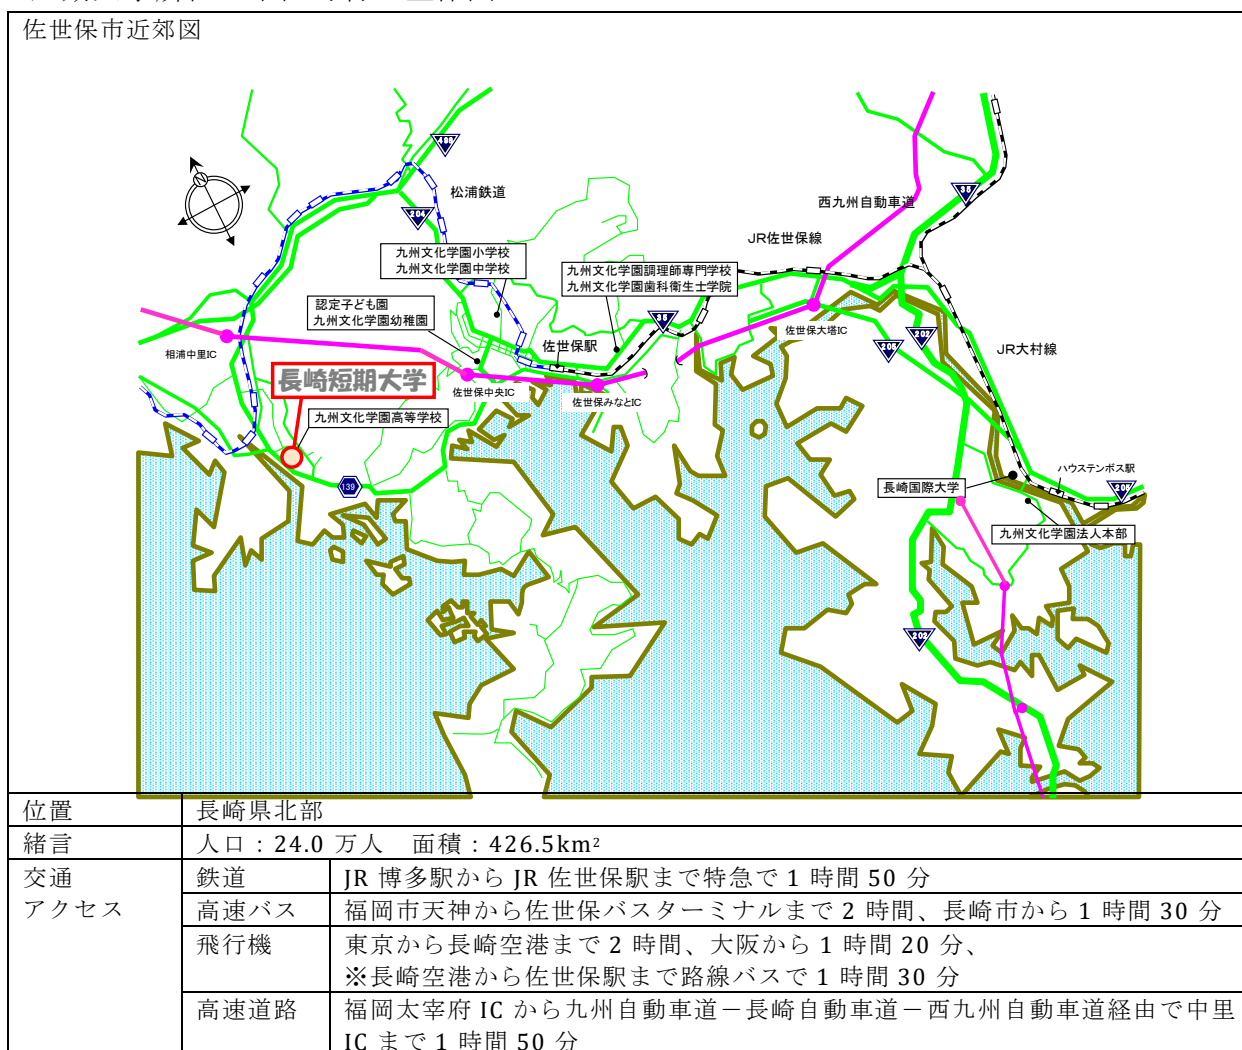 佐世保市近郊図
498
松浦鉄道
204
35
西九州自動車道
JR佐世保線
九州文化学園小学校
九州文化学園中学校
九州文化学園調理師専門学校
九州文化学園歯科衛生士学院
認定子ども園
九州文化学園幼稚園
35
佐世保大塔IC
佐世保駅
207
205
JR大村線
相浦中里IC
長崎短期大学
佐世保中央IC
佐世保みなとIC
九州文化学園高等学校
139
ハウステンボス駅
長崎国際大学
205
九州文化学園法人本部
202
N
位置 長崎県北部
緒言 人口：24.0 万人　面積：426.5km²
交通
アクセス
鉄道 JR 博多駅から JR 佐世保駅まで特急で 1 時間 50 分
高速バス 福岡市天神から佐世保バスターミナルまで 2 時間、長崎市から 1 時間 30 分
飛行機 東京から長崎空港まで 2 時間、大阪から 1 時間 20 分、
※長崎空港から佐世保駅まで路線バスで 1 時間 30 分
高速道路 福岡太宰府 IC から九州自動車道－長崎自動車道－西九州自動車道経由で中里
IC まで 1 時間 50 分